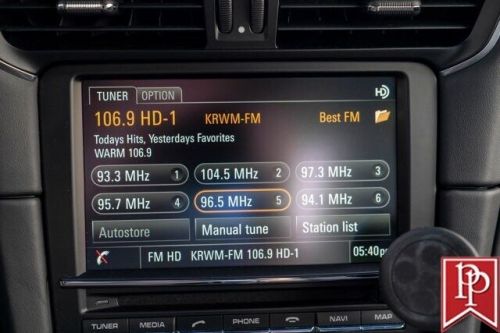 TUNER OPTION HD
106.9 HD-1 KRWM-FM Best FM
Todays Hits, Yesterdays Favorites
WARM 106.9
93.3 MHz 1 104.5 MHz 2 97.3 MHz 3
95.7 MHz 4 96.5 MHz 5 94.1 MHz 6
Autostore Manual tune Station list
FM HD KRWM-FM 106.9 HD-1 05:40
TUNER MEDIA CAR NAVI MAP
PP